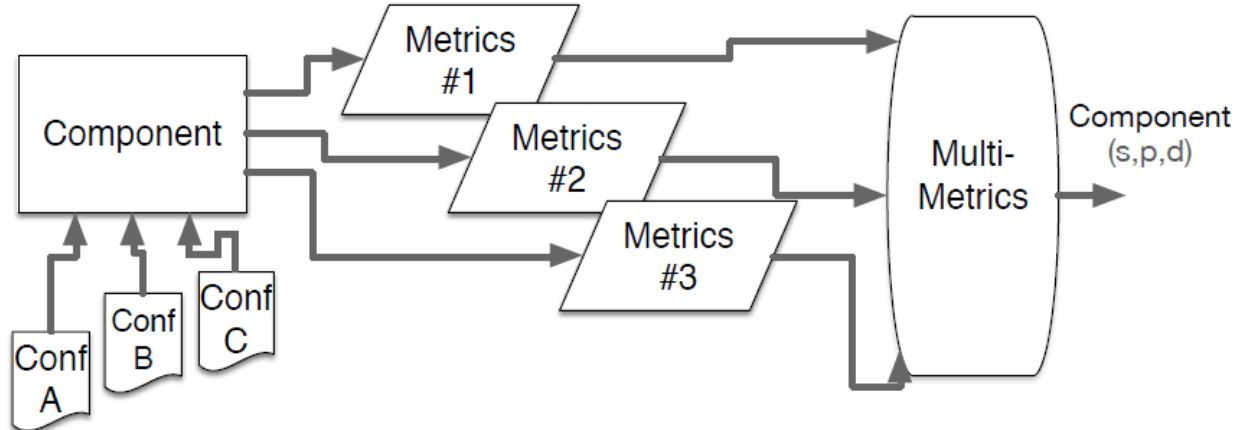 Metrics
#1
Component
Metrics
#2
Multi-
Metrics
Component
(s,p,d)
Metrics
#3
Conf
A
Conf
B
Conf
C